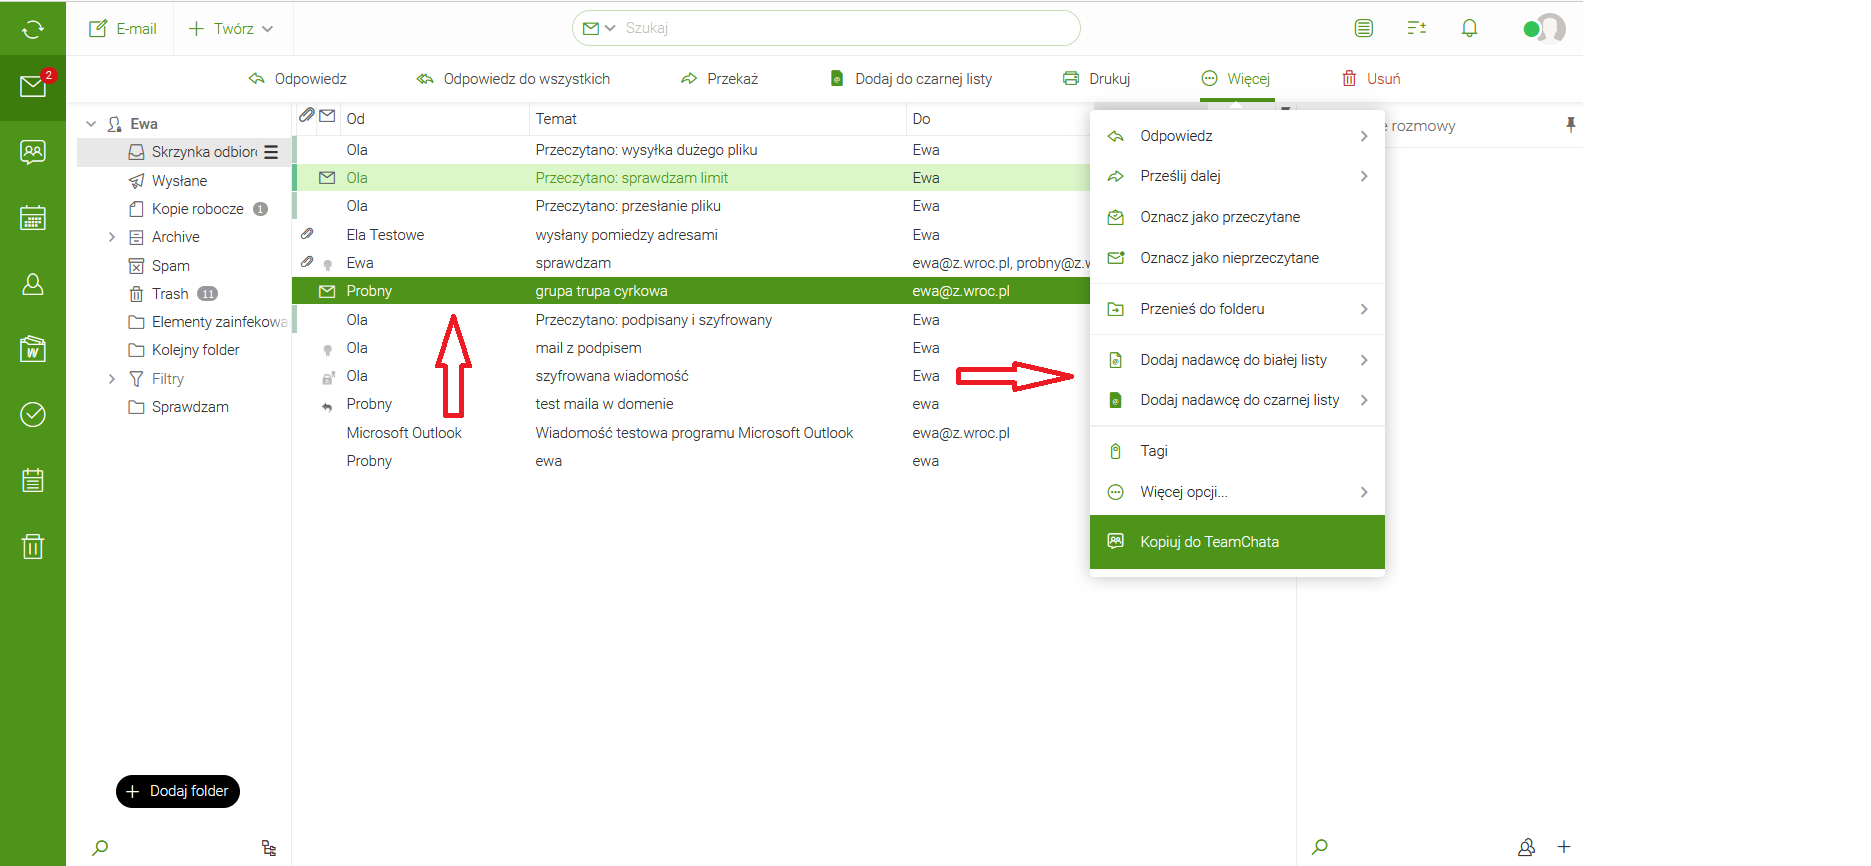 E-mail
Twórz
Szukaj
2
Odpowiedz
Odpowiedz do wszystkich
Przekaż
Dodaj do czarnej listy
Drukuj
Więcej
Usuń
Ewa
Skrzynka odbiorc
Wysłane
Kopie robocze 1
Archive
Spam
Trash 11
Elementy zainfekowa
Kolejny folder
Filtry
Sprawdzam
Dodaj folder
Od Temat Do
Ola Przeczytano: wysyłka dużego pliku Ewa
Ola Przeczytano: sprawdzam limit Ewa
Ola Przeczytano: przesłanie pliku Ewa
Ela Testowe wysłany pomiedzy adresami Ewa
Ewa sprawdzam ewa@z.wroc.pl, probny@z.w
Probny grupa trupa cyrkowa ewa@z.wroc.pl
Ola Przeczytano: podpisany i szyfrowany Ewa
Ola mail z podpisem Ewa
Ola szyfrowana wiadomość Ewa
Probny test maila w domenie ewa
Microsoft Outlook Wiadomość testowa programu Microsoft Outlook ewa@z.wroc.pl
Probny ewa ewa
Odpowiedz
Prześlij dalej
Oznacz jako przeczytane
Oznacz jako nieprzeczytane
Przenieś do folderu
Dodaj nadawcę do białej listy
Dodaj nadawcę do czarnej listy
Tagi
Więcej opcji...
Kopiuj do TeamChata
e rozmowy